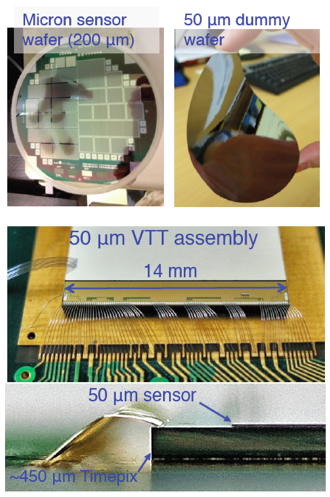 Micron sensor
wafer (200 µm)
50 µm dummy
wafer
50 µm VTT assembly
14 mm
50 µm sensor
~450 µm Timepix